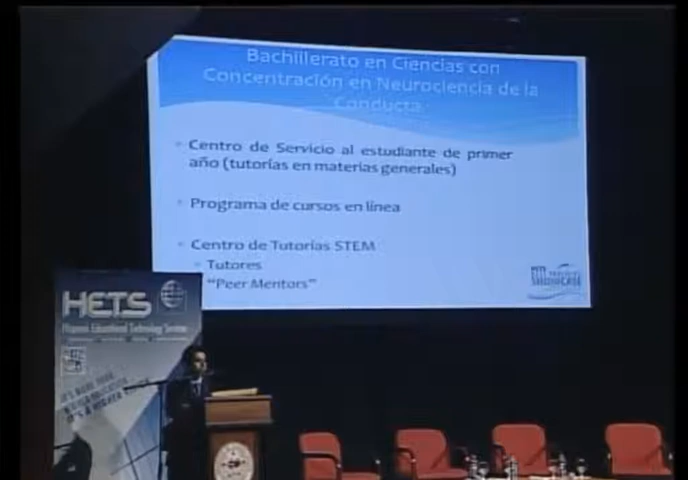 Bachillerato en Ciencias con
Concentración en Neurociencia de la
Conducta
Centro de Servicio al estudiante de primer
año (tutorías en materias generales)
Programa de cursos en línea
Centro de Tutorías STEM
Tutores
"Peer Mentors"
SHOWCASE
HETS